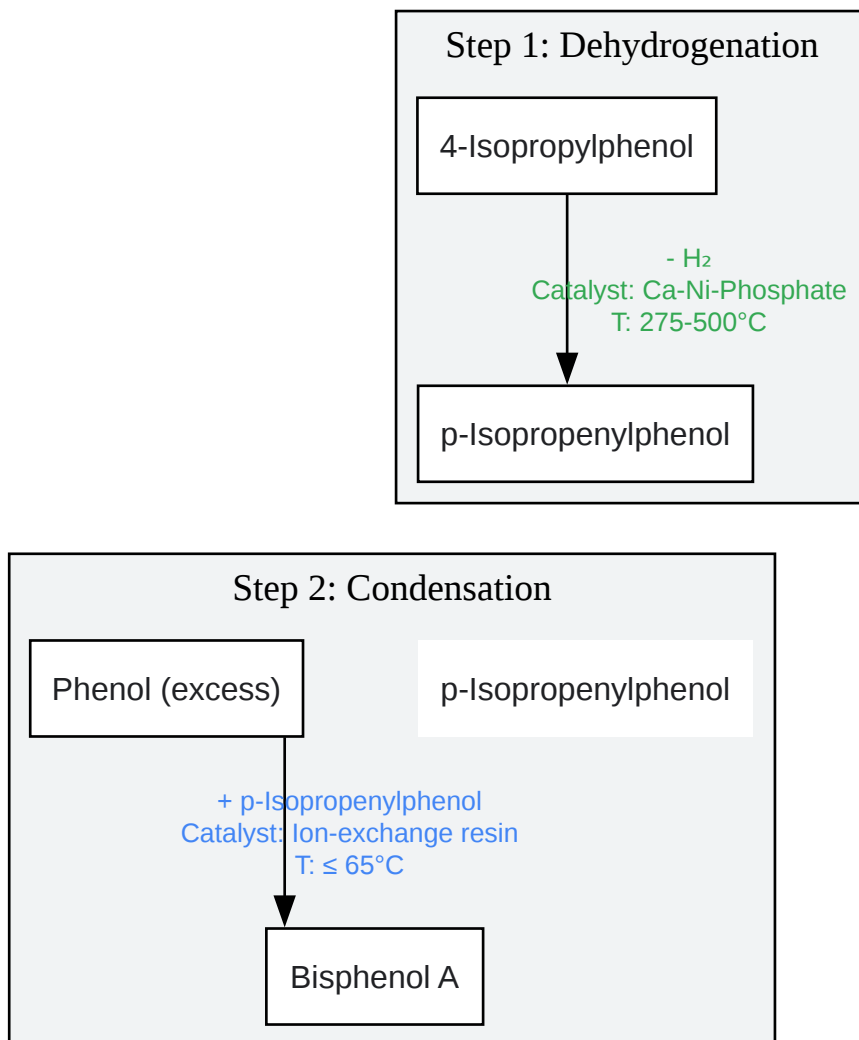 Step 1: Dehydrogenation
4-Isopropylphenol
- H₂
Catalyst: Ca-Ni-Phosphate
T: 275-500°C
p-Isopropenylphenol
Step 2: Condensation
Phenol (excess)
p-Isopropenylphenol
+ p-Isopropenylphenol
Catalyst: Ion-exchange resin
T: ≤ 65°C
Bisphenol A